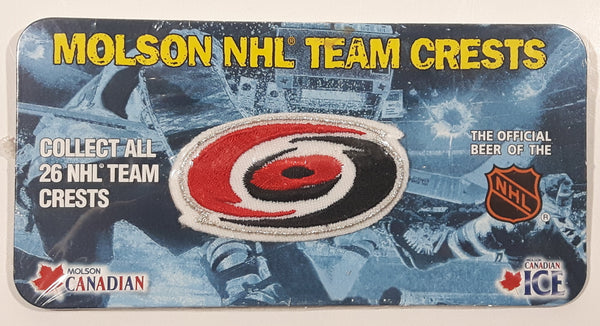 MOLSON NHL® TEAM CRESTS
COLLECT ALL
26 NHL® TEAM
CRESTS
THE OFFICIAL
BEER OF THE
NHL
®
MOLSON
CANADIAN
CANADIAN
ICE